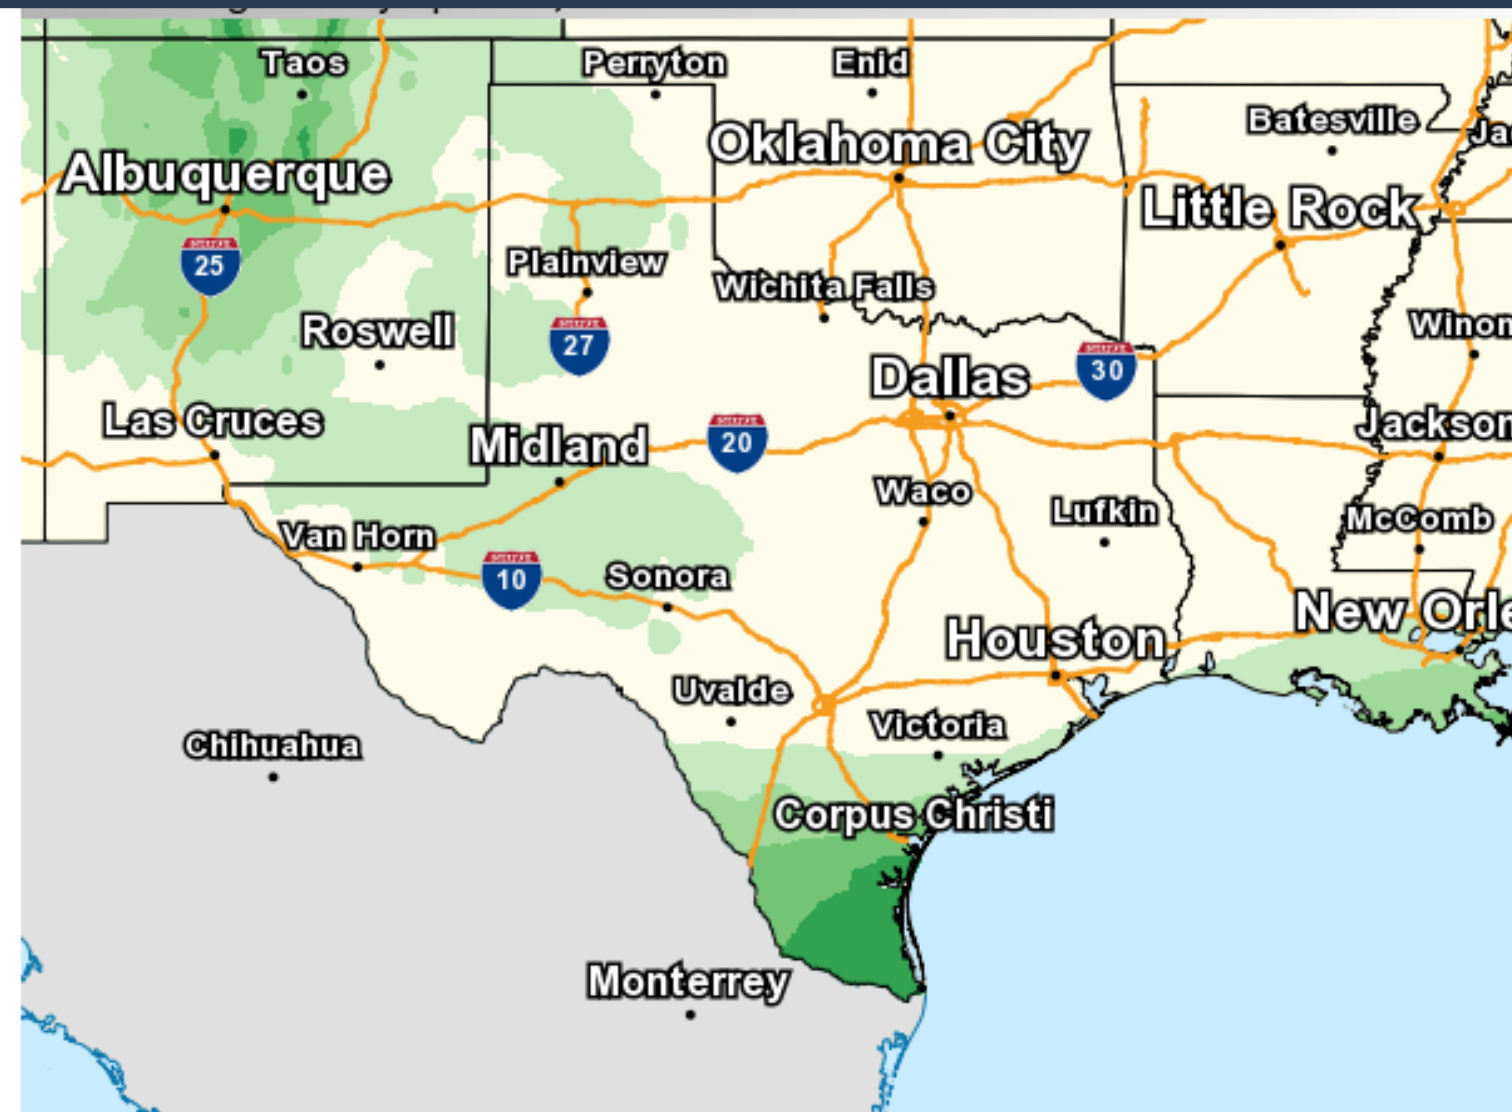 Taos
Perryton
Enid
Batesville
Oklahoma City
Albuquerque
Little Rock
25
Plainview
Wichita Falls
Roswell
27
Winon
Dallas
30
Las Cruces
Midland
20
Jackson
Waco
Lufkin
McComb
Van Horn
10
Sonora
New Orle
Houston
Uvalde
Victoria
Chihuahua
Corpus Christi
Monterrey